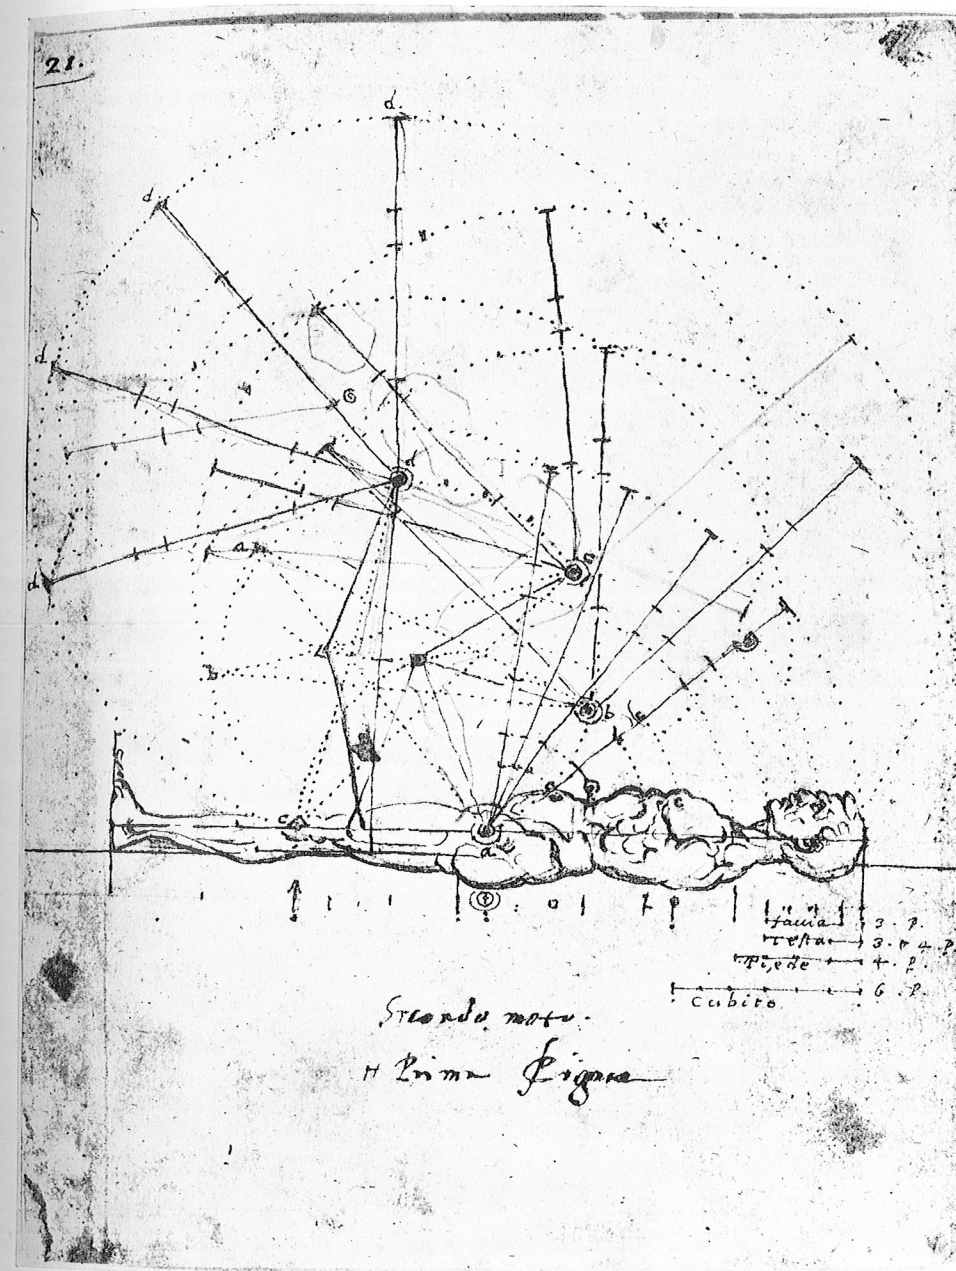 21.
d.
d
d
d
d
a
b
b
c
a
faccia 3. p.
testa 3. o 4. p.
Piede 4. p.
Cubito 6. p.
Secondo moto.
Prima Figura